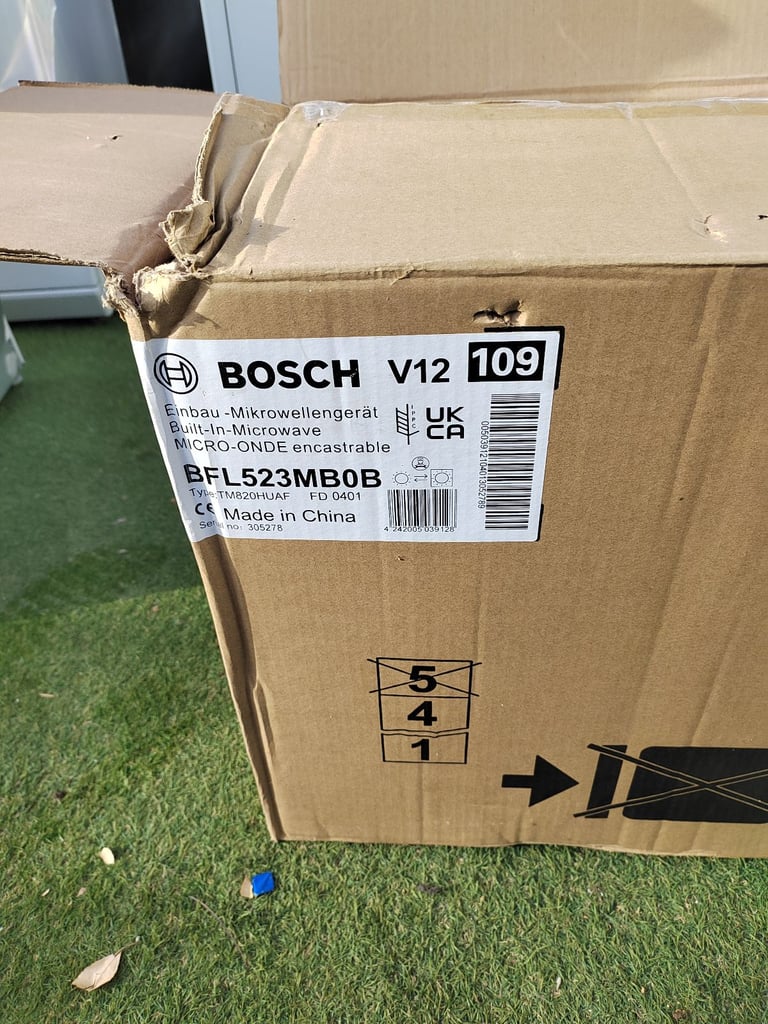 BOSCH V12 109
Einbau -Mikrowellengerät
Built-In-Microwave
MICRO-ONDE encastrable
IPPC
UK
CA
BFL523MB0B
Type:TM820HUAF FD 0401
CE Made in China
Serial no: 305278
4 242005 039128
5
4
1